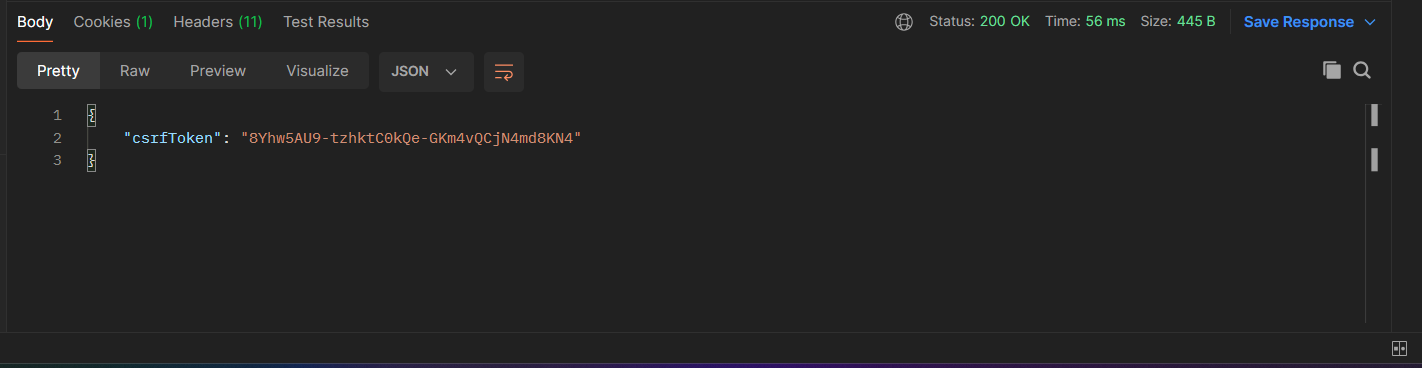 Body Cookies (1) Headers (11) Test Results Status: 200 OK Time: 56 ms Size: 445 B Save Response
Pretty Raw Preview Visualize JSON
1 {
2 "csrfToken": "8Yhw5AU9-tzhktC0kQe-GKm4vQCjN4md8KN4"
3 }